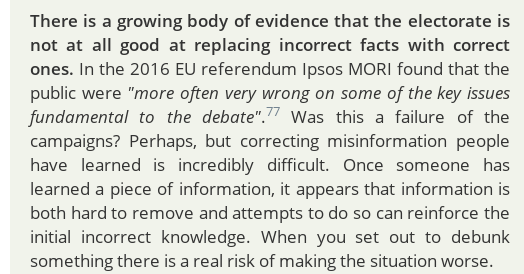 There is a growing body of evidence that the electorate is
not at all good at replacing incorrect facts with correct
ones. In the 2016 EU referendum Ipsos MORI found that the
public were "more often very wrong on some of the key issues
fundamental to the debate".77 Was this a failure of the
campaigns? Perhaps, but correcting misinformation people
have learned is incredibly difficult. Once someone has
learned a piece of information, it appears that information is
both hard to remove and attempts to do so can reinforce the
initial incorrect knowledge. When you set out to debunk
something there is a real risk of making the situation worse.